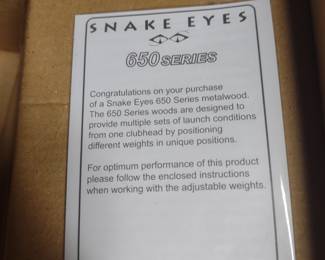 SNAKE EYES
650 SERIES
Congratulations on your purchase
of a Snake Eyes 650 Series metalwood.
The 650 Series woods are designed to
provide multiple sets of launch conditions
from one clubhead by positioning
different weights in unique positions.
For optimum performance of this product
please follow the enclosed instructions
when working with the adjustable weights.